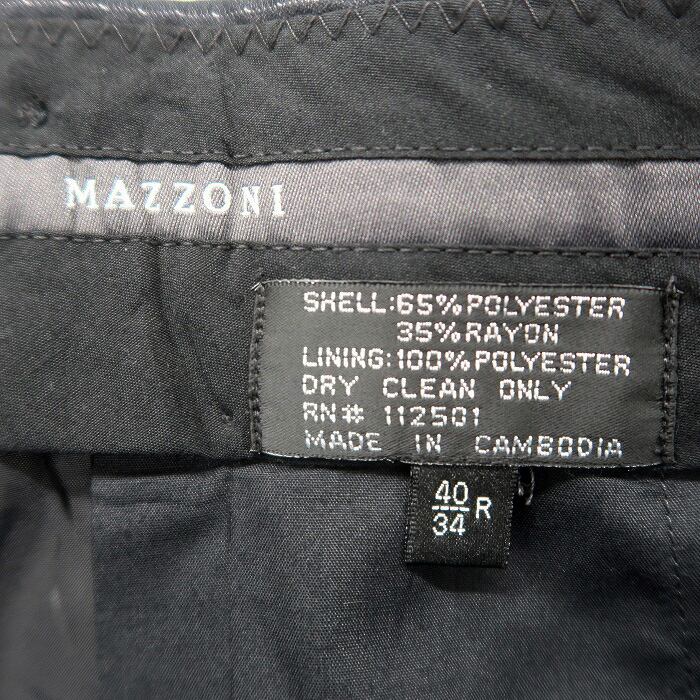 MAZZONI
SHELL:65%POLYESTER
35%RAYON
LINING:100%POLYESTER
DRY CLEAN ONLY
RN# 112501
MADE IN CAMBODIA
40
34 R